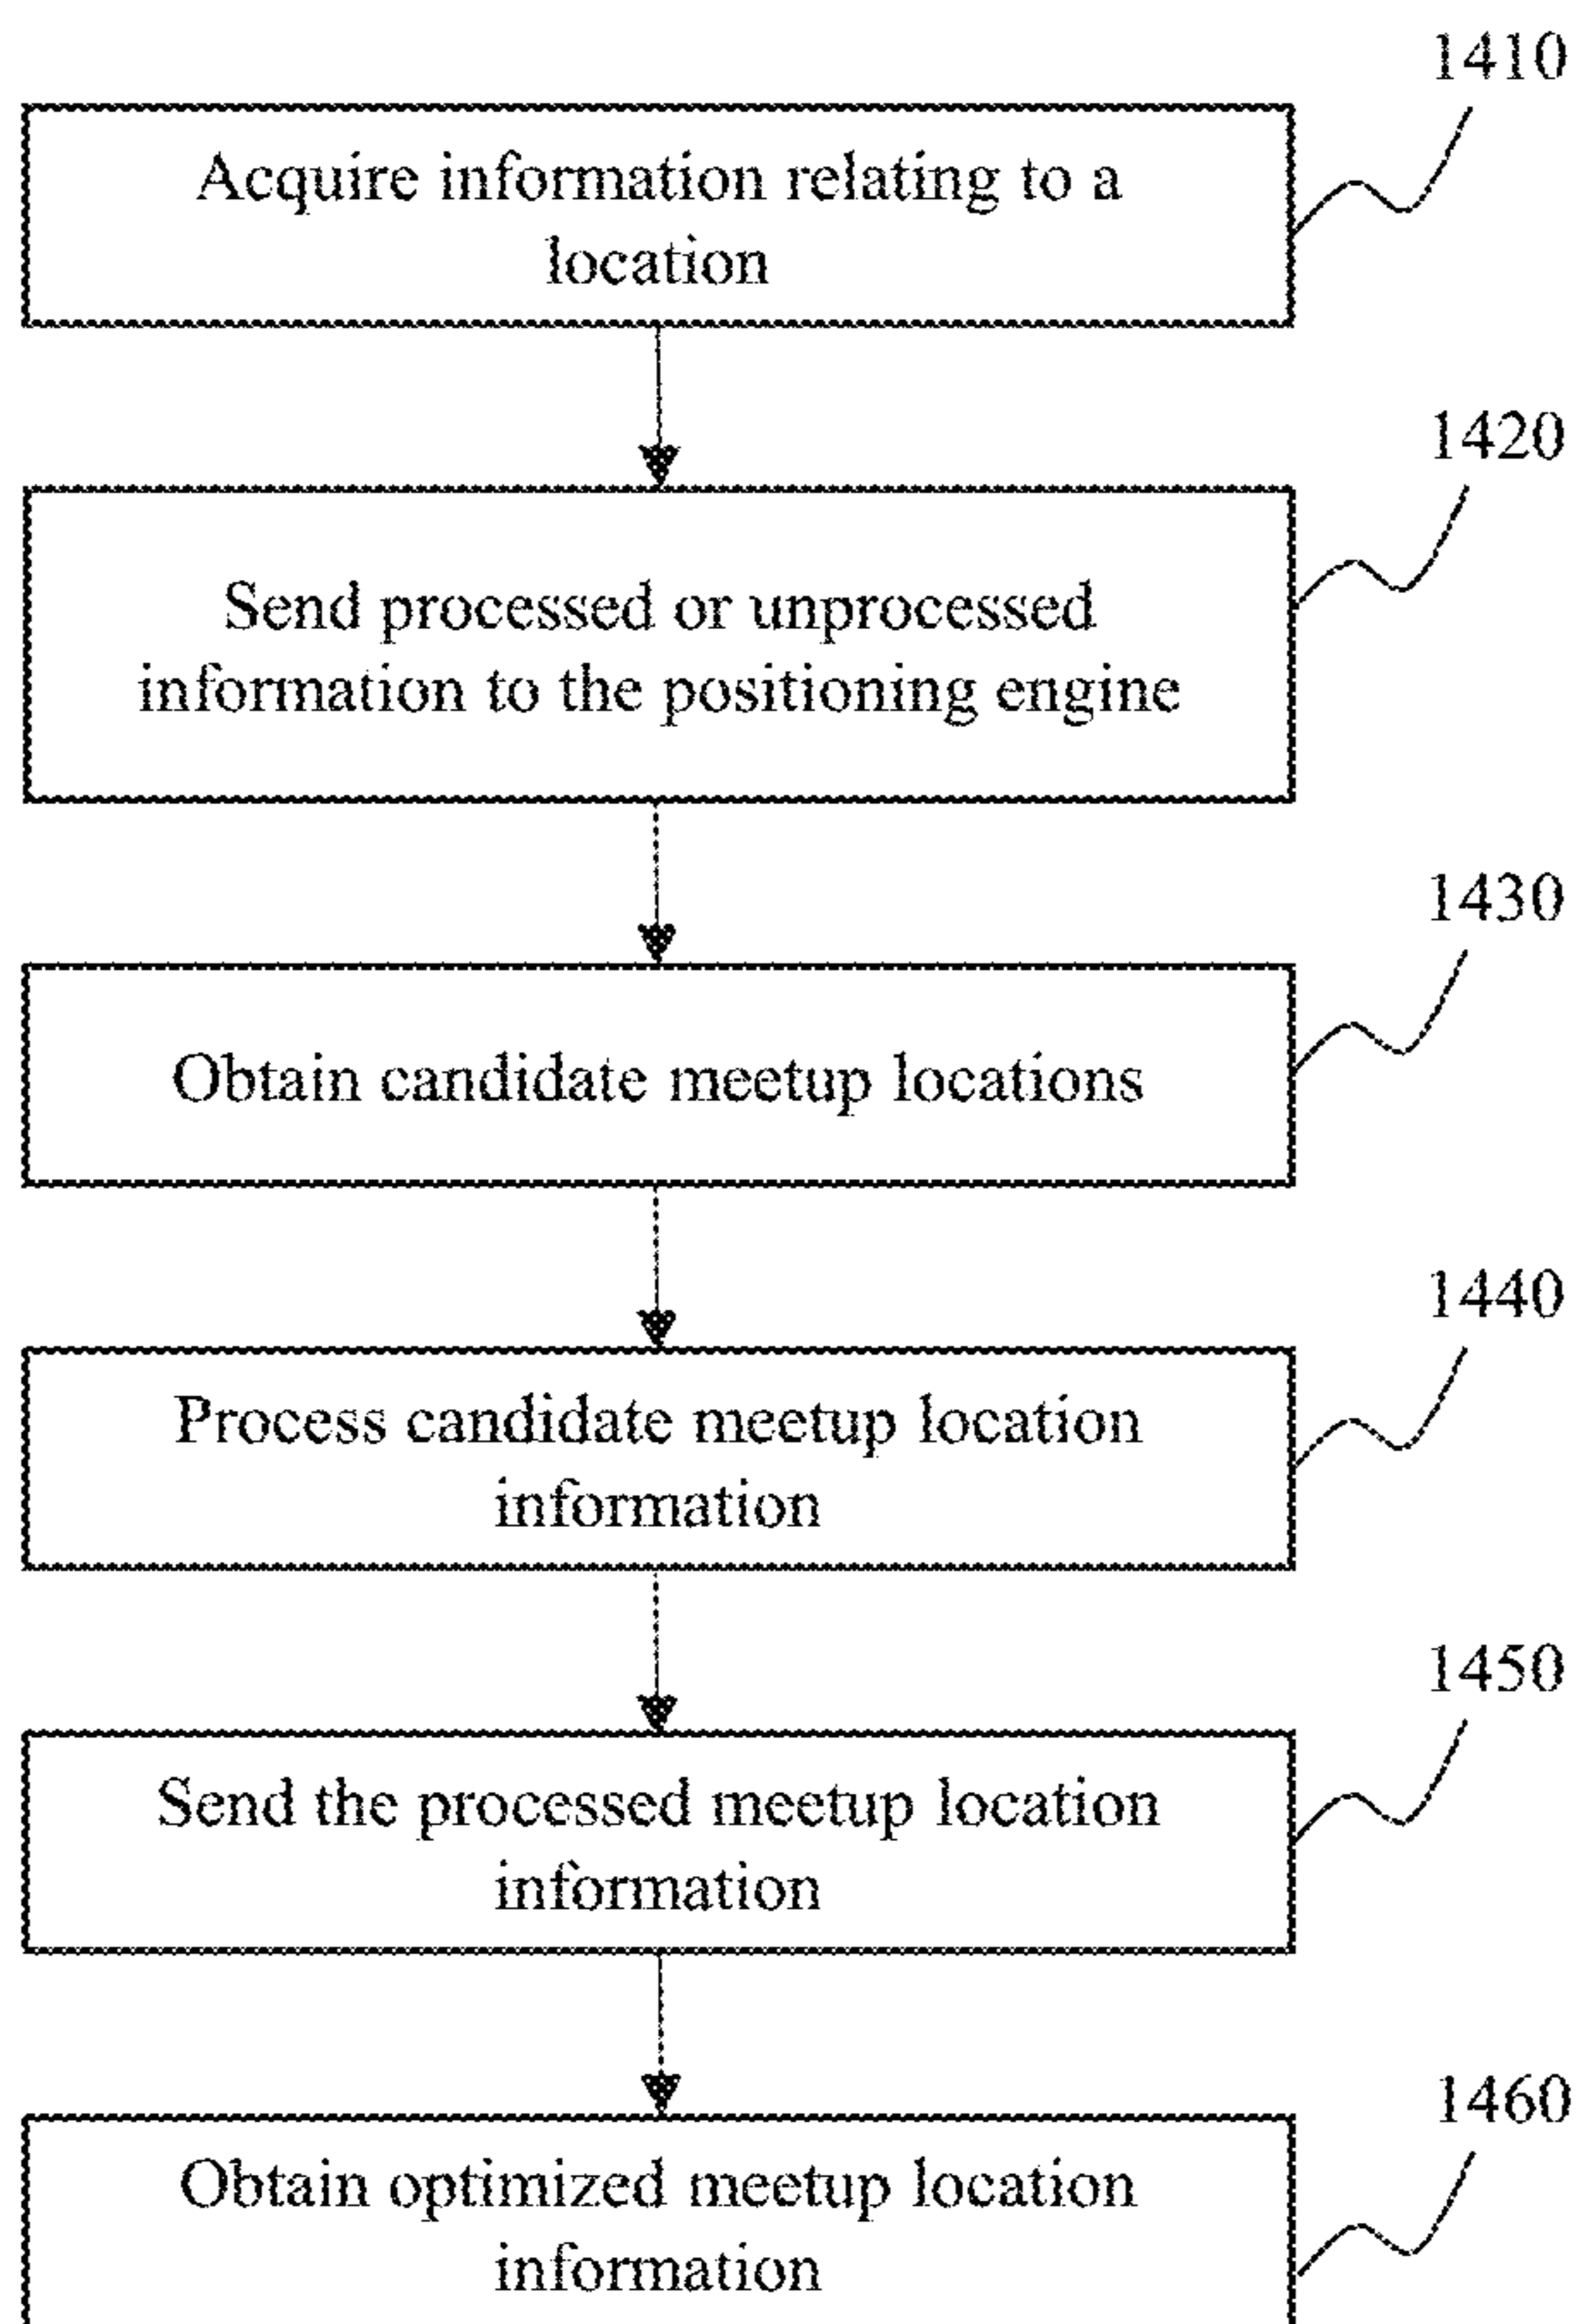 1410
Acquire information relating to a
location
1420
Send processed or unprocessed
information to the positioning engine
1430
Obtain candidate meetup locations
1440
Process candidate meetup location
information
1450
Send the processed meetup location
information
1460
Obtain optimized meetup location
information